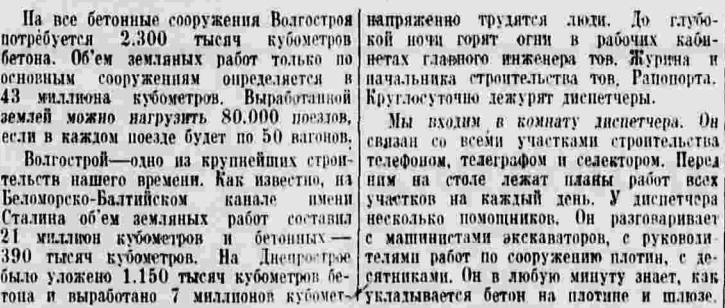 На все бетонные сооружения Волгостроя
потребуется 2.300 тысяч кубометров
бетона. Об'ем земляных работ только по
основным сооружениям определяется в
43 миллиона кубометров. Выработанной
землей можно нагрузить 80.000 поездов,
если в каждом поезде будет по 50 вагонов.
Волгострой—одно из крупнейших строи-
тельств нашего времени. Как известно, на
Беломорско-Балтийском канале имени
Сталина об'ем земляных работ составил
21 миллион кубометров и бетонных—
390 тысяч кубометров. На Днепрострое
было уложено 1.150 тысяч кубометров бе-
тона и выработано 7 миллионов кубомет-
напряженно трудятся люди. До глубо-
кой ночи горят огни в рабочих каби-
нетах главного инженера тов. Журина и
начальника строительства тов. Рапопорта.
Круглосуточно дежурят диспетчеры.
Мы входим в комнату диспетчера. Он
связан со всеми участками строительства
телефоном, телеграфом и селектором. Перед
ним на столе лежат планы работ всех
участков на каждый день. У диспетчера
несколько помощников. Он разговаривает
с машинистами экскаваторов, с руководи-
телями работ по сооружению плотин, с де-
сятниками. Он в любую минуту знает, как
укладывается бетон на плотине и шлюзе,